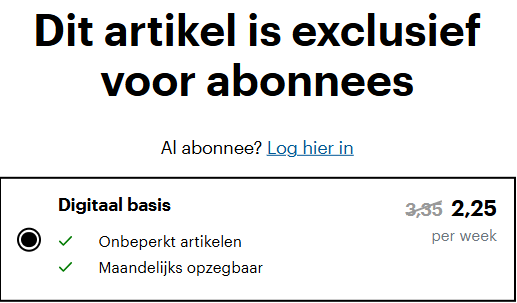 Dit artikel is exclusief
voor abonnees
Al abonnee? Log hier in
Digitaal basis
3,35 2,25
Onbeperkt artikelen
per week
Maandelijks opzegbaar